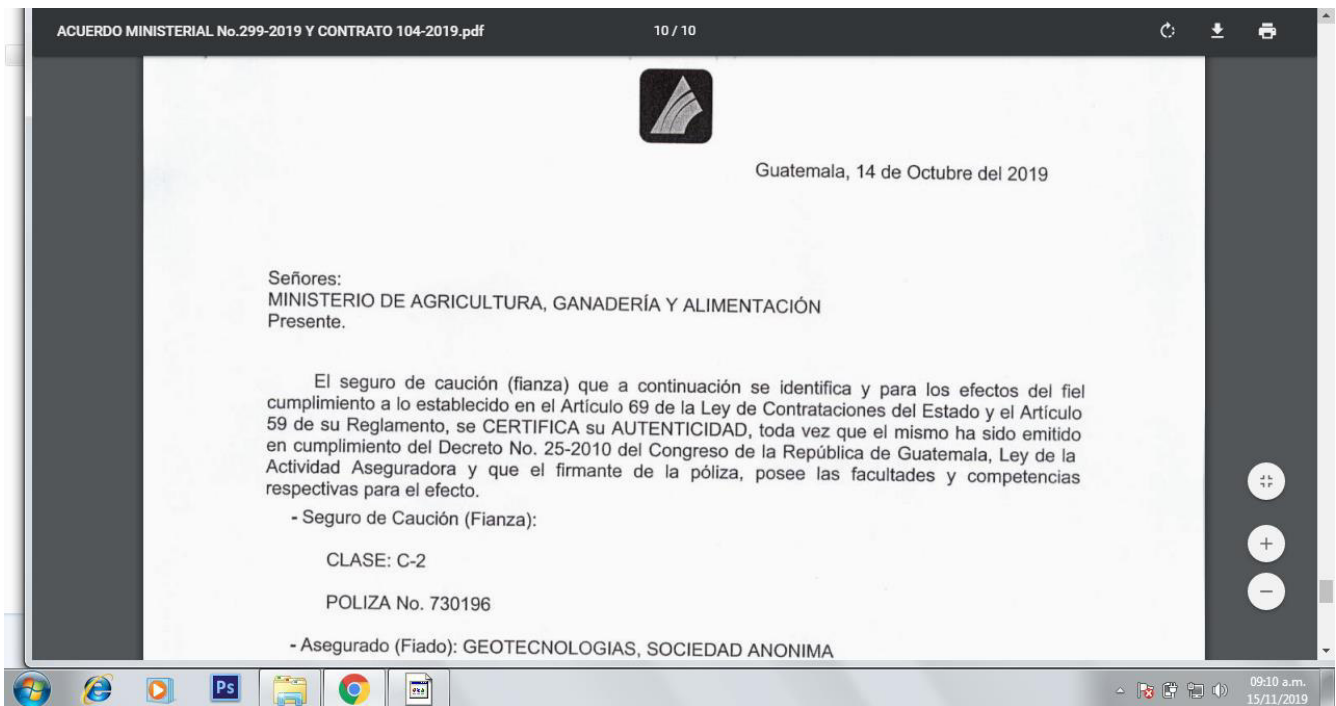 ACUERDO MINISTERIAL No.299-2019 Y CONTRATO 104-2019.pdf
10 / 10
Guatemala, 14 de Octubre del 2019
Señores:
MINISTERIO DE AGRICULTURA, GANADERÍA Y ALIMENTACIÓN
Presente.
El seguro de caución (fianza) que a continuación se identifica y para los efectos del fiel
cumplimiento a lo establecido en el Artículo 69 de la Ley de Contrataciones del Estado y el Artículo
59 de su Reglamento, se CERTIFICA su AUTENTICIDAD, toda vez que el mismo ha sido emitido
en cumplimiento del Decreto No. 25-2010 del Congreso de la República de Guatemala, Ley de la
Actividad Aseguradora y que el firmante de la póliza, posee las facultades y competencias
respectivas para el efecto.
- Seguro de Caución (Fianza):
CLASE: C-2
POLIZA No. 730196
- Asegurado (Fiado): GEOTECNOLOGIAS, SOCIEDAD ANONIMA
Ps
09:10 a.m.
15/11/2019